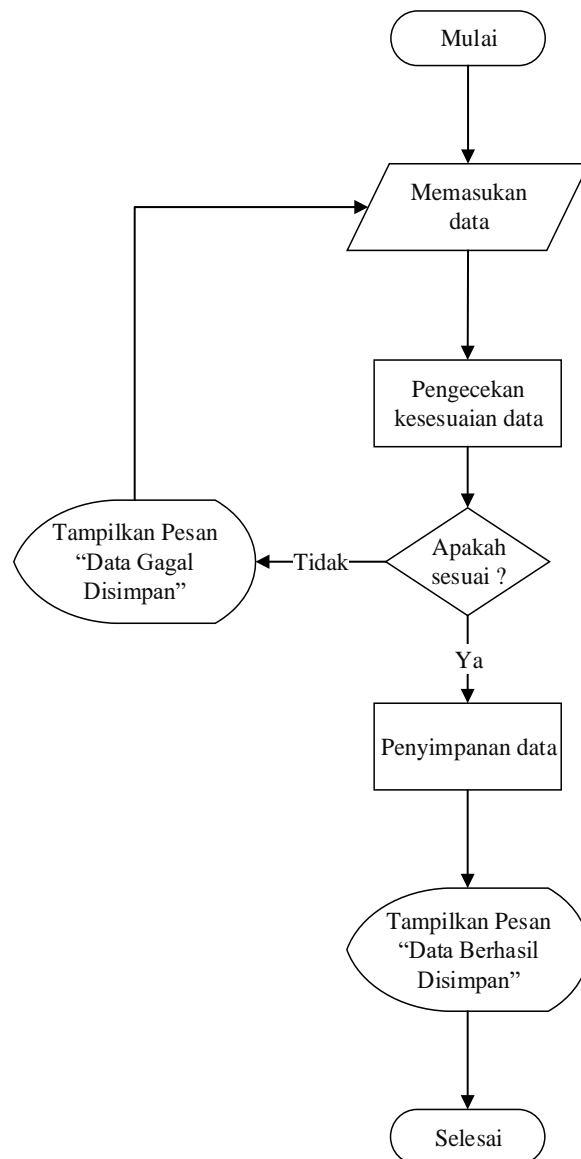 Mulai
Memasukan
data
Pengecekan
kesesuaian data
Apakah
sesuai ?
Tidak
Tampilkan Pesan
“Data Gagal
Disimpan”
Ya
Penyimpanan data
Tampilkan Pesan
“Data Berhasil
Disimpan”
Selesai